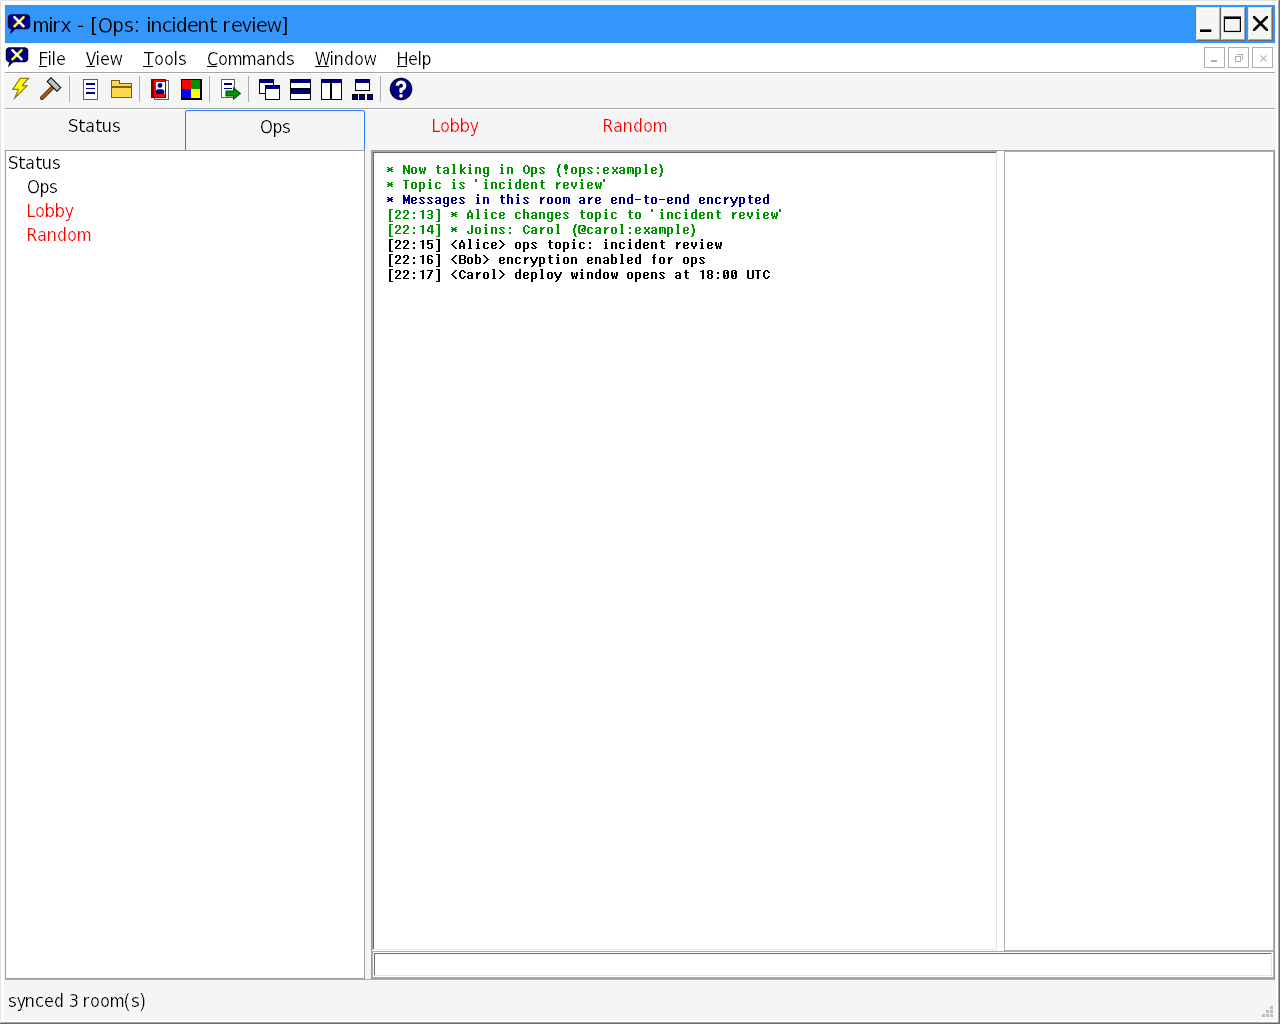 mirx - [Ops: incident review]
File View Tools Commands Window Help
Status Ops Lobby Random
Status
Ops
Lobby
Random
* Now talking in Ops (!ops:example)
* Topic is 'incident review'
* Messages in this room are end-to-end encrypted
[22:13] * Alice changes topic to 'incident review'
[22:14] * Joins: Carol (@carol:example)
[22:15] <Alice> ops topic: incident review
[22:16] <Bob> encryption enabled for ops
[22:17] <Carol> deploy window opens at 18:00 UTC
synced 3 room(s)